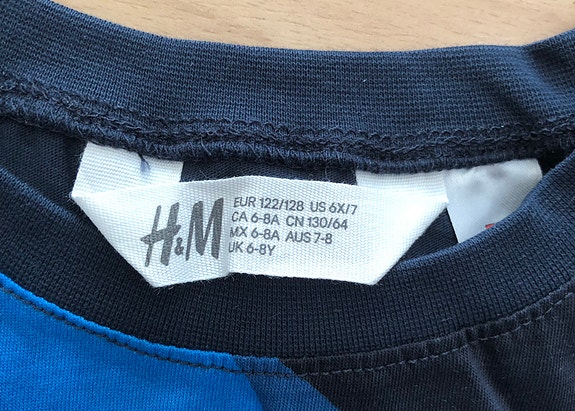 H&M
EUR 122/128 US 6X/7
CA 6-8A CN 130/64
MX 6-8A AUS 7-8
UK 6-8Y